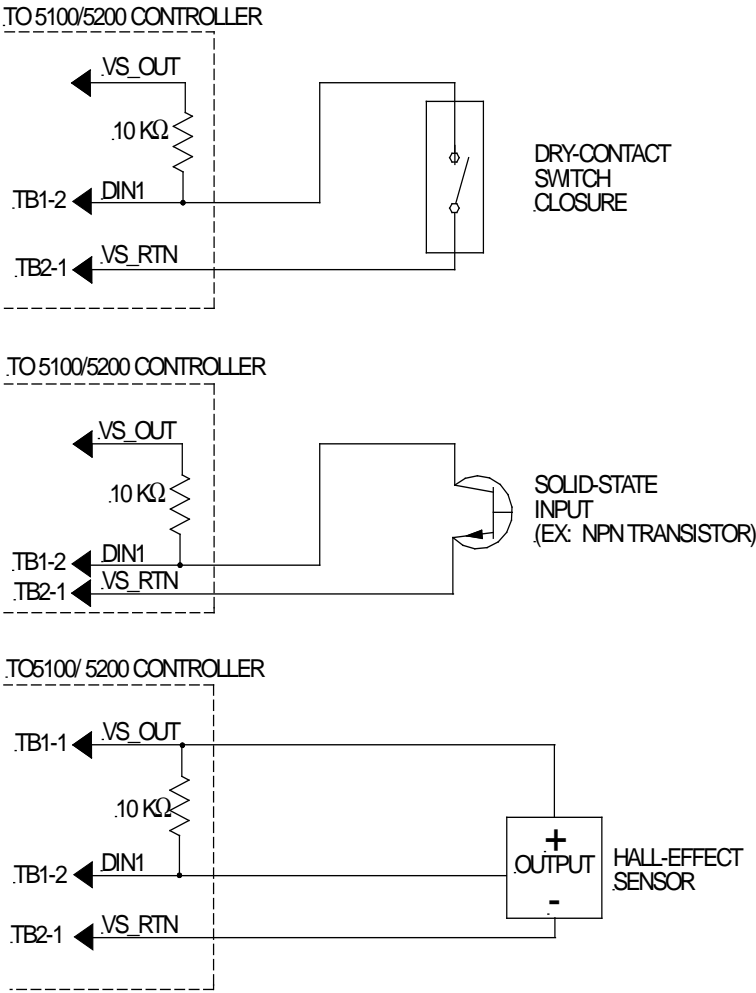 .TO 5100/5200 CONTROLLER
.VS_OUT
.10 KΩ
.TB1-2
.DIN1
.TB2-1
.VS_RTN
DRY-CONTACT
SWITCH
.CLOSURE
.TO 5100/5200 CONTROLLER
.VS_OUT
.10 KΩ
.TB1-2
.DIN1
.TB2-1
.VS_RTN
SOLID-STATE
INPUT
.(EX: NPN TRANSISTOR)
.TO5100/ 5200 CONTROLLER
.TB1-1
.VS_OUT
.10 KΩ
.TB1-2
.DIN1
.TB2-1
.VS_RTN
+
.OUTPUT
-
HALL-EFFECT
.SENSOR